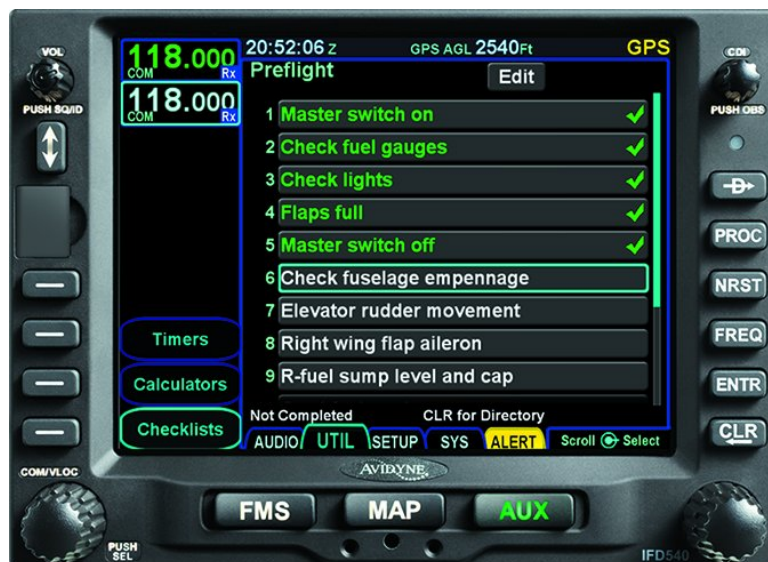 VOL
PUSH SQ/ID
118.000
COM Rx
118.000
COM Rx
20:52:06 Z GPS AGL 2540Ft GPS
Preflight Edit
1 Master switch on
2 Check fuel gauges
3 Check lights
4 Flaps full
5 Master switch off
6 Check fuselage empennage
7 Elevator rudder movement
8 Right wing flap aileron
9 R-fuel sump level and cap
Timers
Calculators
Checklists
Not Completed CLR for Directory
AUDIO UTIL SETUP SYS ALERT Scroll Select
CDI
PUSH OBS
D
PROC
NRST
FREQ
ENTR
CLR
AVIDYNE
COM/VLOC
PUSH
SEL
FMS MAP AUX
IFD540